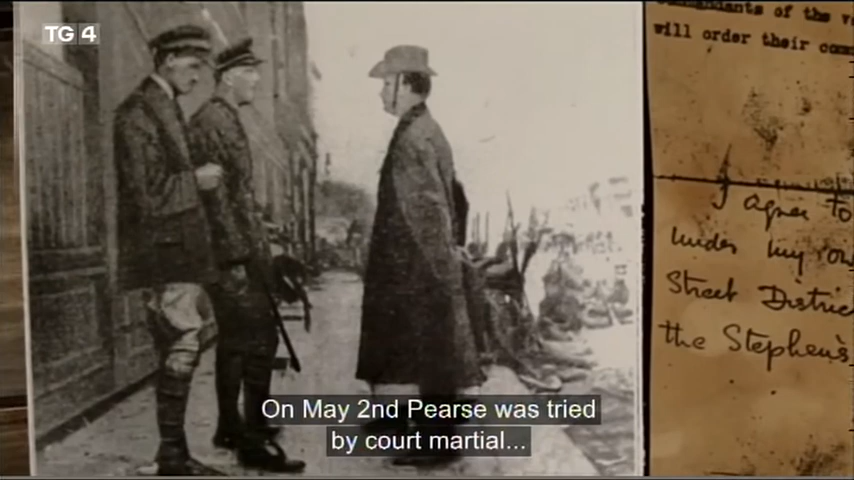 TG4
commandants of the
will order their
I agree to
under my own
Street District
the Stephen's
On May 2nd Pearse was tried
by court martial...